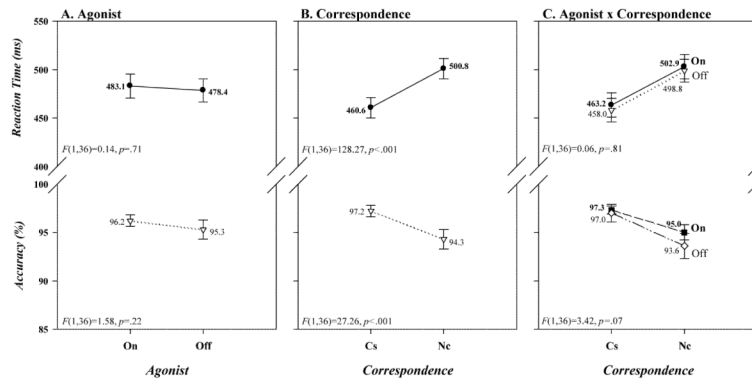 A. Agonist
B. Correspondence
C. Agonist x Correspondence
Reaction Time (ms)
550
500
450
400
483.1
478.4
F(1,36)=0.14, p=.71
460.6
500.8
F(1,36)=128.27, p<.001
463.2
458.0
502.9
On
Off
498.8
F(1,36)=0.06, p=.81
Accuracy (%)
100
95
90
85
96.2
95.3
F(1,36)=1.58, p=.22
97.2
94.3
F(1,36)=27.26, p<.001
97.3
97.0
95.0
On
93.6
Off
F(1,36)=3.42, p=.07
On
Off
Cs
Nc
Cs
Nc
Agonist
Correspondence
Correspondence